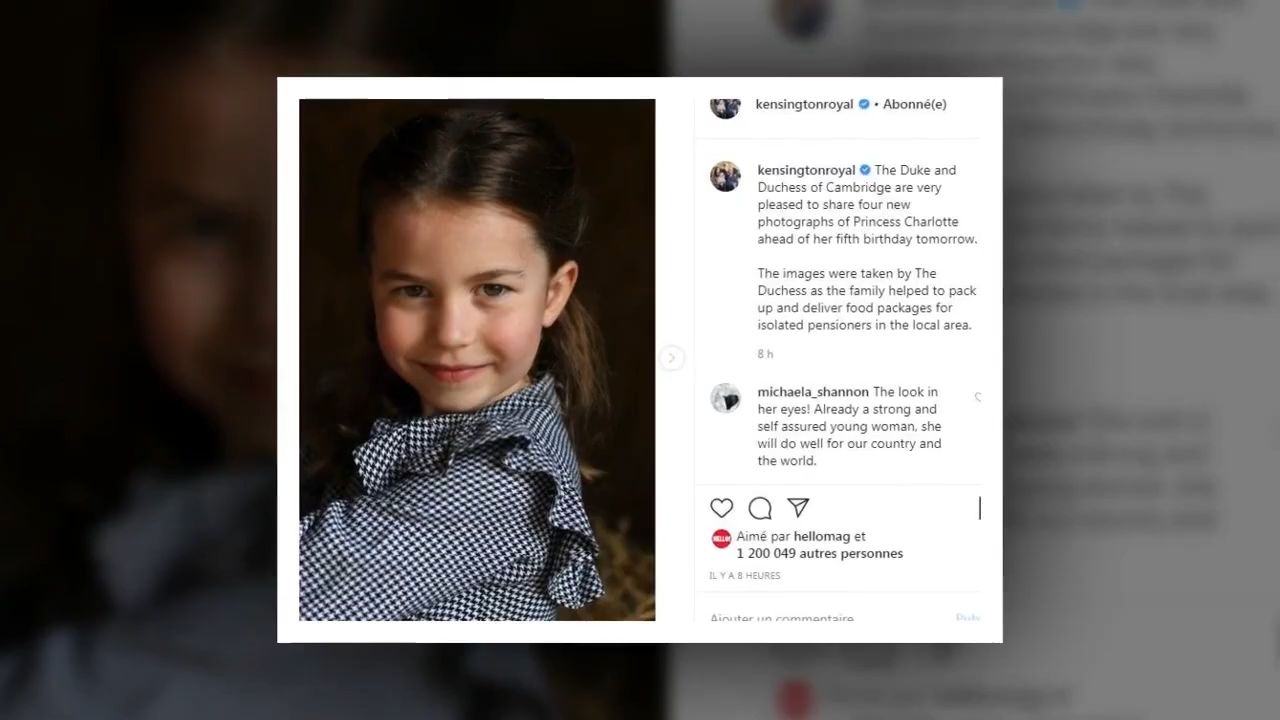 kensingtonroyal • Abonné(e)
kensingtonroyal The Duke and
Duchess of Cambridge are very
pleased to share four new
photographs of Princess Charlotte
ahead of her fifth birthday tomorrow.
The images were taken by The
Duchess as the family helped to pack
up and deliver food packages for
isolated pensioners in the local area.
8 h
michaela_shannon The look in
her eyes! Already a strong and
self assured young woman, she
will do well for our country and
the world.
HELLO!
Aimé par hellomag et
1 200 049 autres personnes
IL Y A 8 HEURES
Ajouter un commentaire